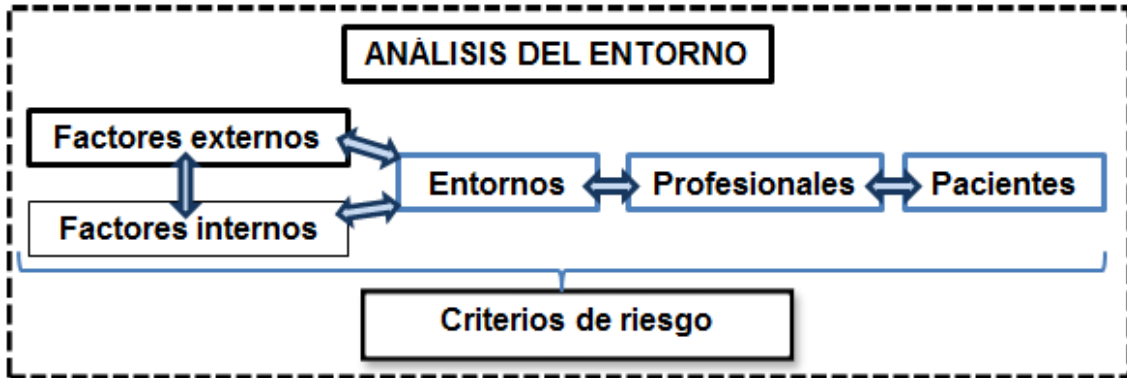 ANÁLISIS DEL ENTORNO
Factores externos
Entornos
Profesionales
Pacientes
Factores internos
Criterios de riesgo